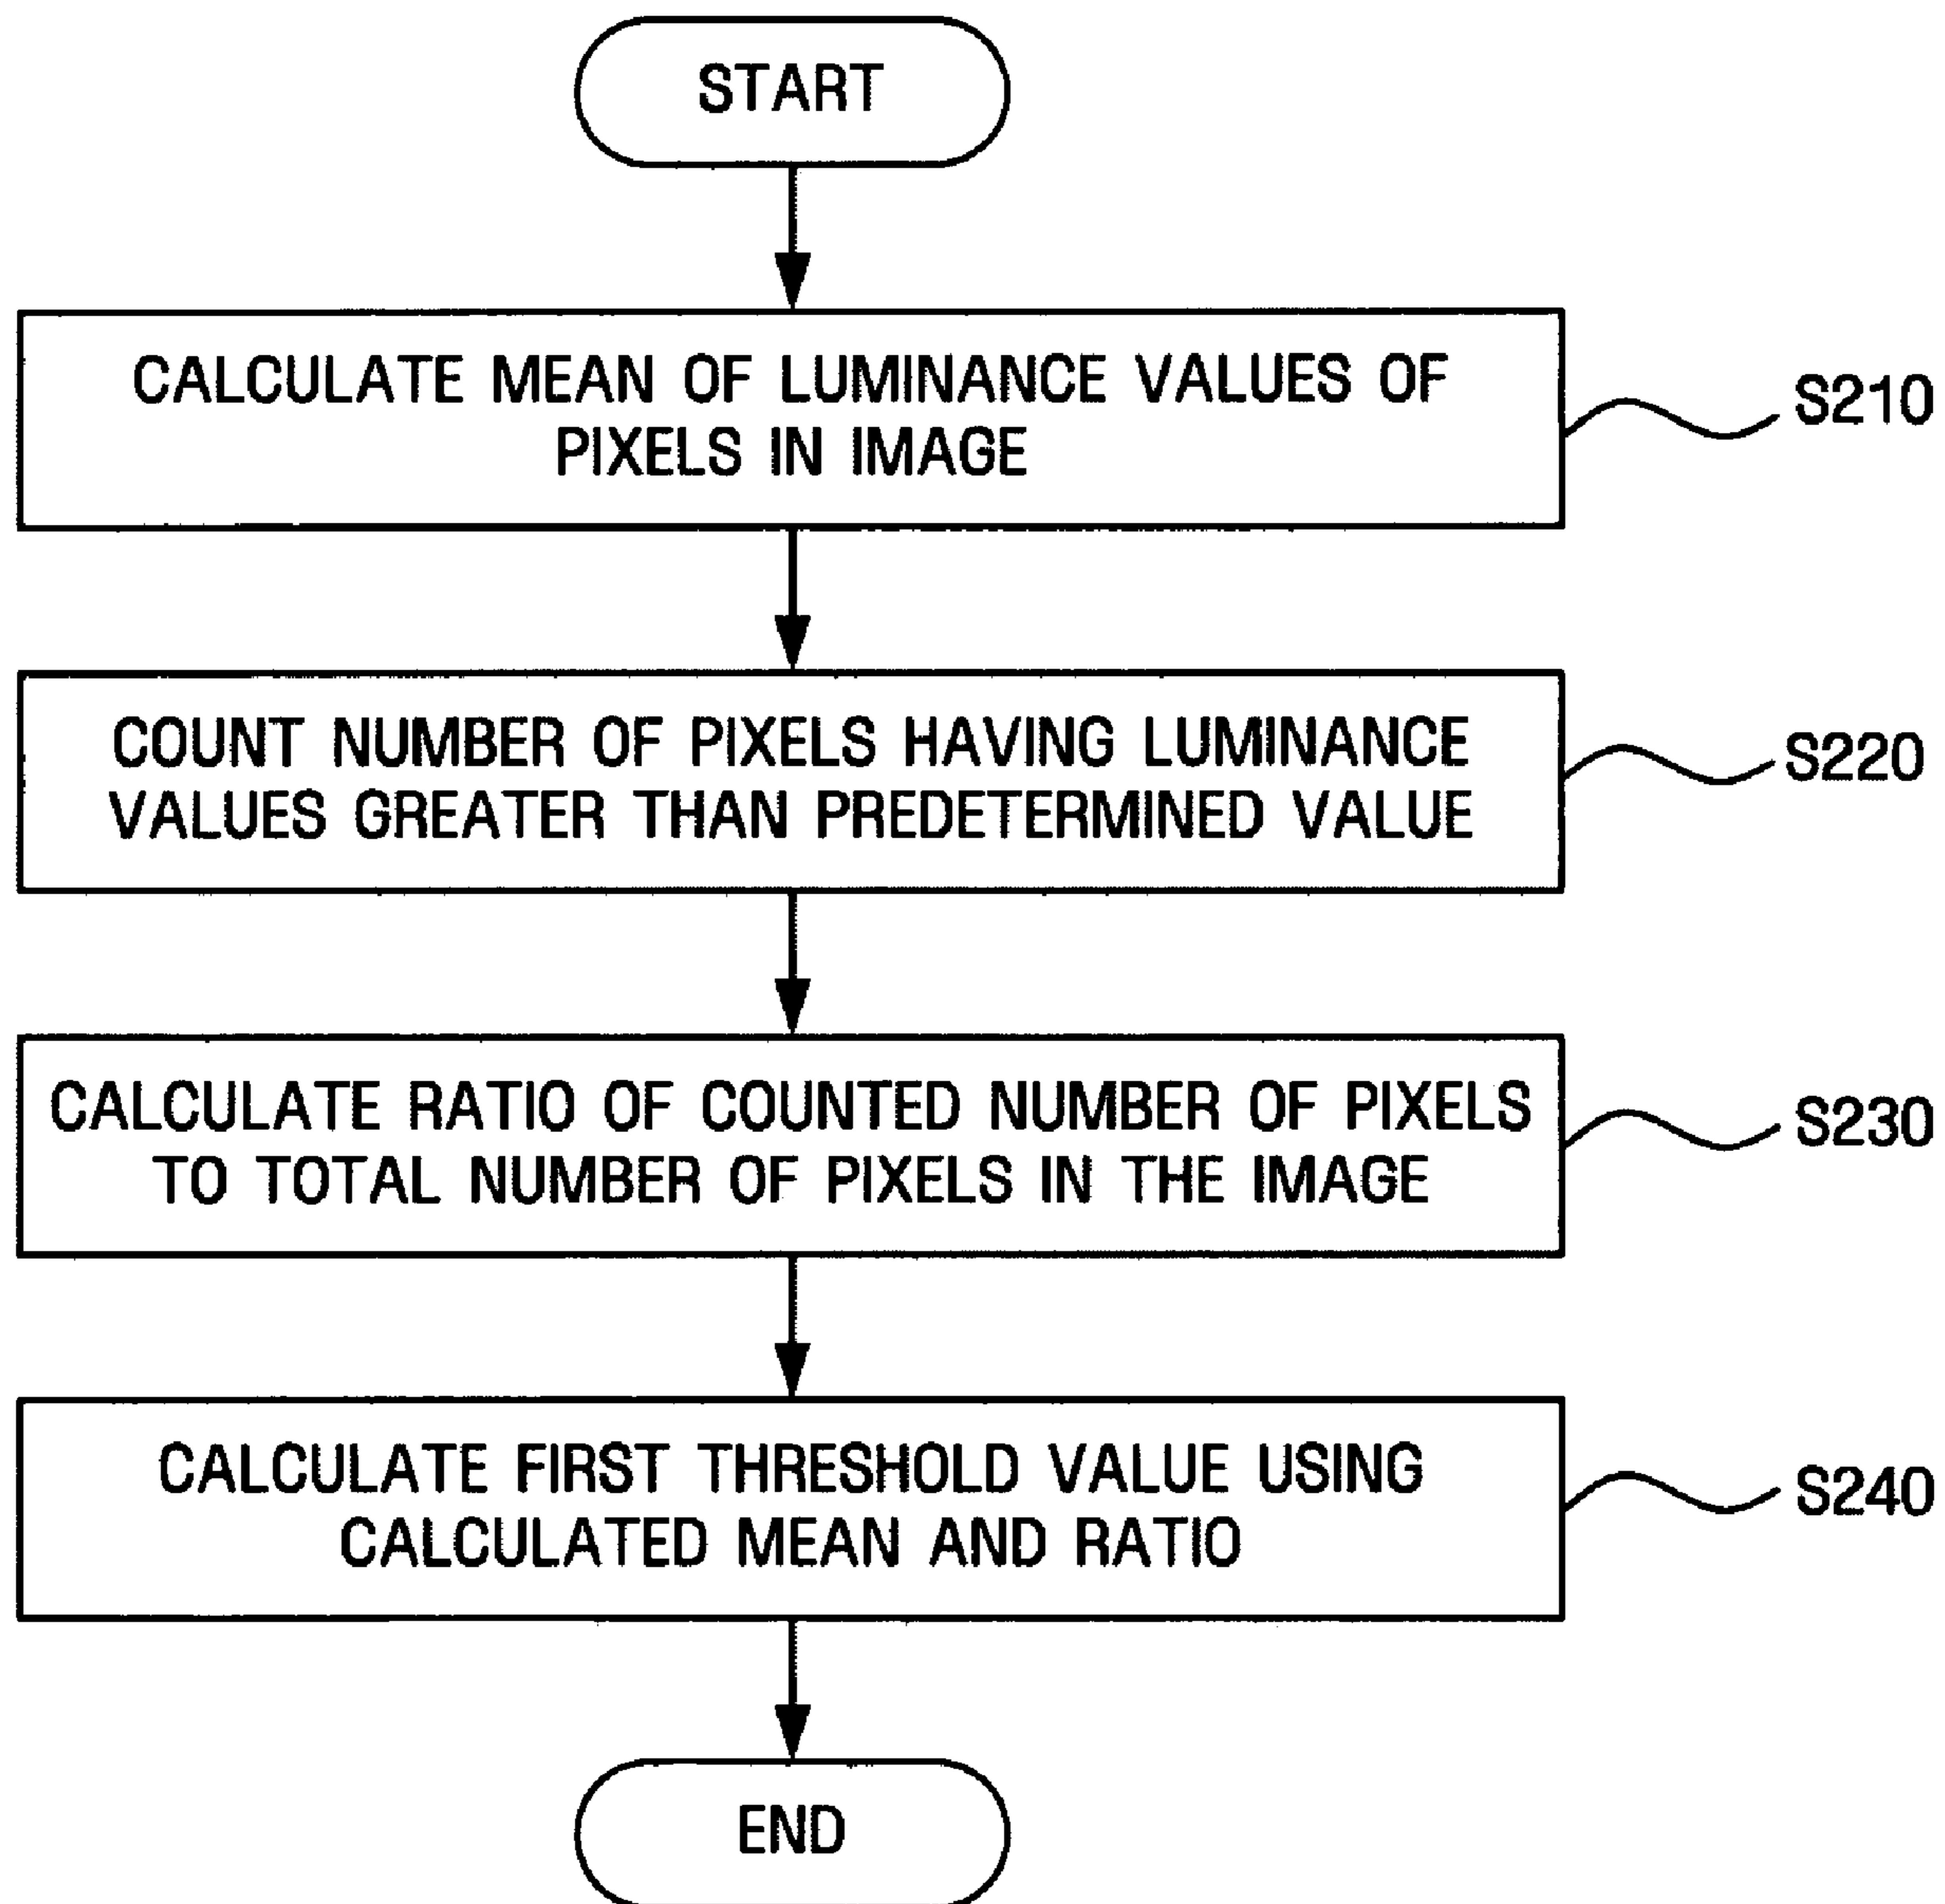 START
CALCULATE MEAN OF LUMINANCE VALUES OF
PIXELS IN IMAGE
S210
COUNT NUMBER OF PIXELS HAVING LUMINANCE
VALUES GREATER THAN PREDETERMINED VALUE
S220
CALCULATE RATIO OF COUNTED NUMBER OF PIXELS
TO TOTAL NUMBER OF PIXELS IN THE IMAGE
S230
CALCULATE FIRST THRESHOLD VALUE USING
CALCULATED MEAN AND RATIO
S240
END